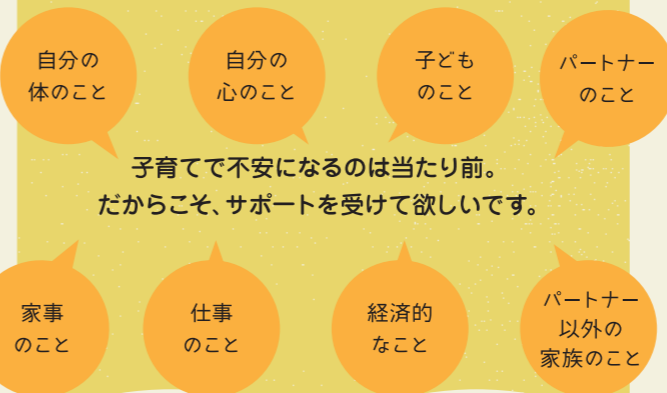 自分の
体のこと
自分の
心のこと
子ども
のこと
パートナー
のこと
子育てで不安になるのは当たり前。
だからこそ、サポートを受けて欲しいです。
家事
のこと
仕事
のこと
経済的
なこと
パートナー
以外の
家族のこと